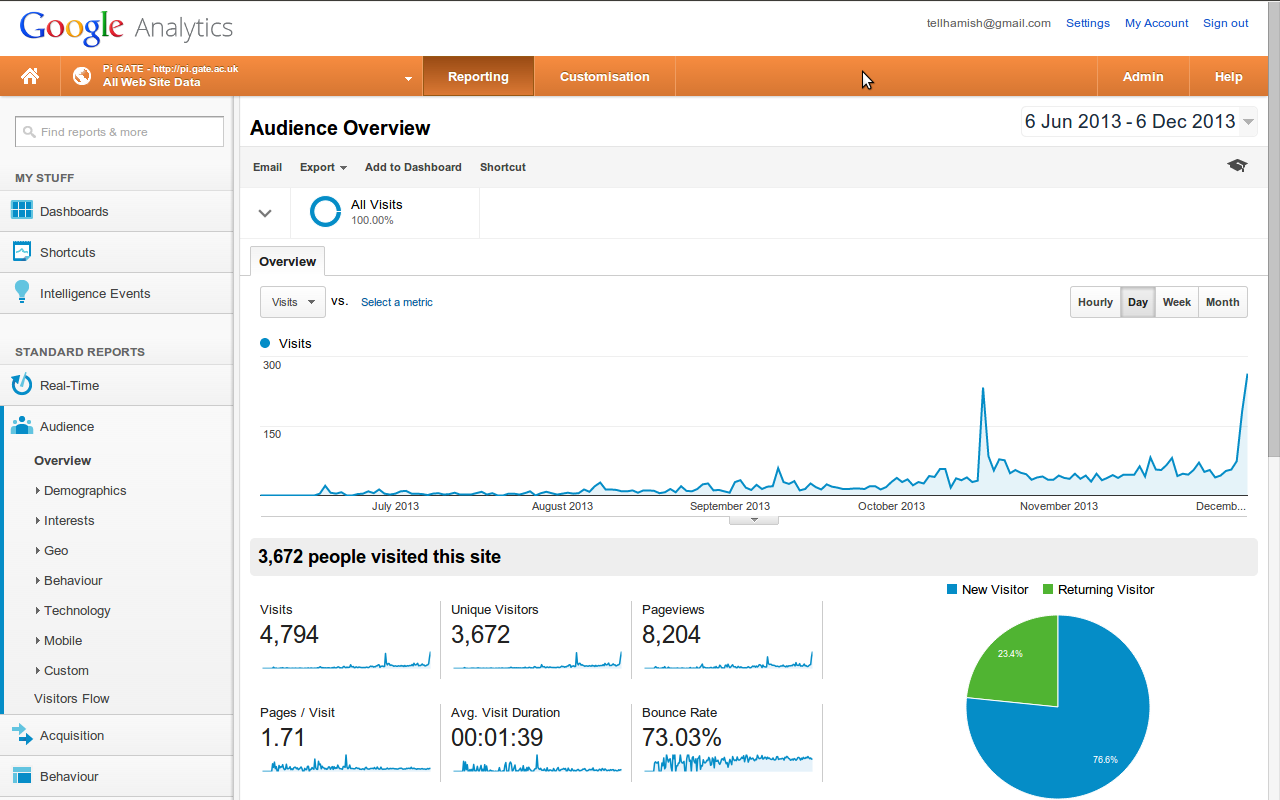 Google Analytics
tellhamish@gmail.com Settings My Account Sign out
Pi GATE - http://pi.gate.ac.uk
All Web Site Data
Reporting Customisation Admin Help
Find reports & more
MY STUFF
Dashboards
Shortcuts
Intelligence Events
STANDARD REPORTS
Real-Time
Audience
Overview
Demographics
Interests
Geo
Behaviour
Technology
Mobile
Custom
Visitors Flow
Acquisition
Behaviour
Audience Overview
6 Jun 2013 - 6 Dec 2013
Email Export Add to Dashboard Shortcut
All Visits
100.00%
Overview
Visits vs. Select a metric
Hourly Day Week Month
Visits
300
150
July 2013 August 2013 September 2013 October 2013 November 2013 Decemb...
3,672 people visited this site
Visits
4,794
Unique Visitors
3,672
Pageviews
8,204
Pages / Visit
1.71
Avg. Visit Duration
00:01:39
Bounce Rate
73.03%
New Visitor Returning Visitor
23.4%
76.6%